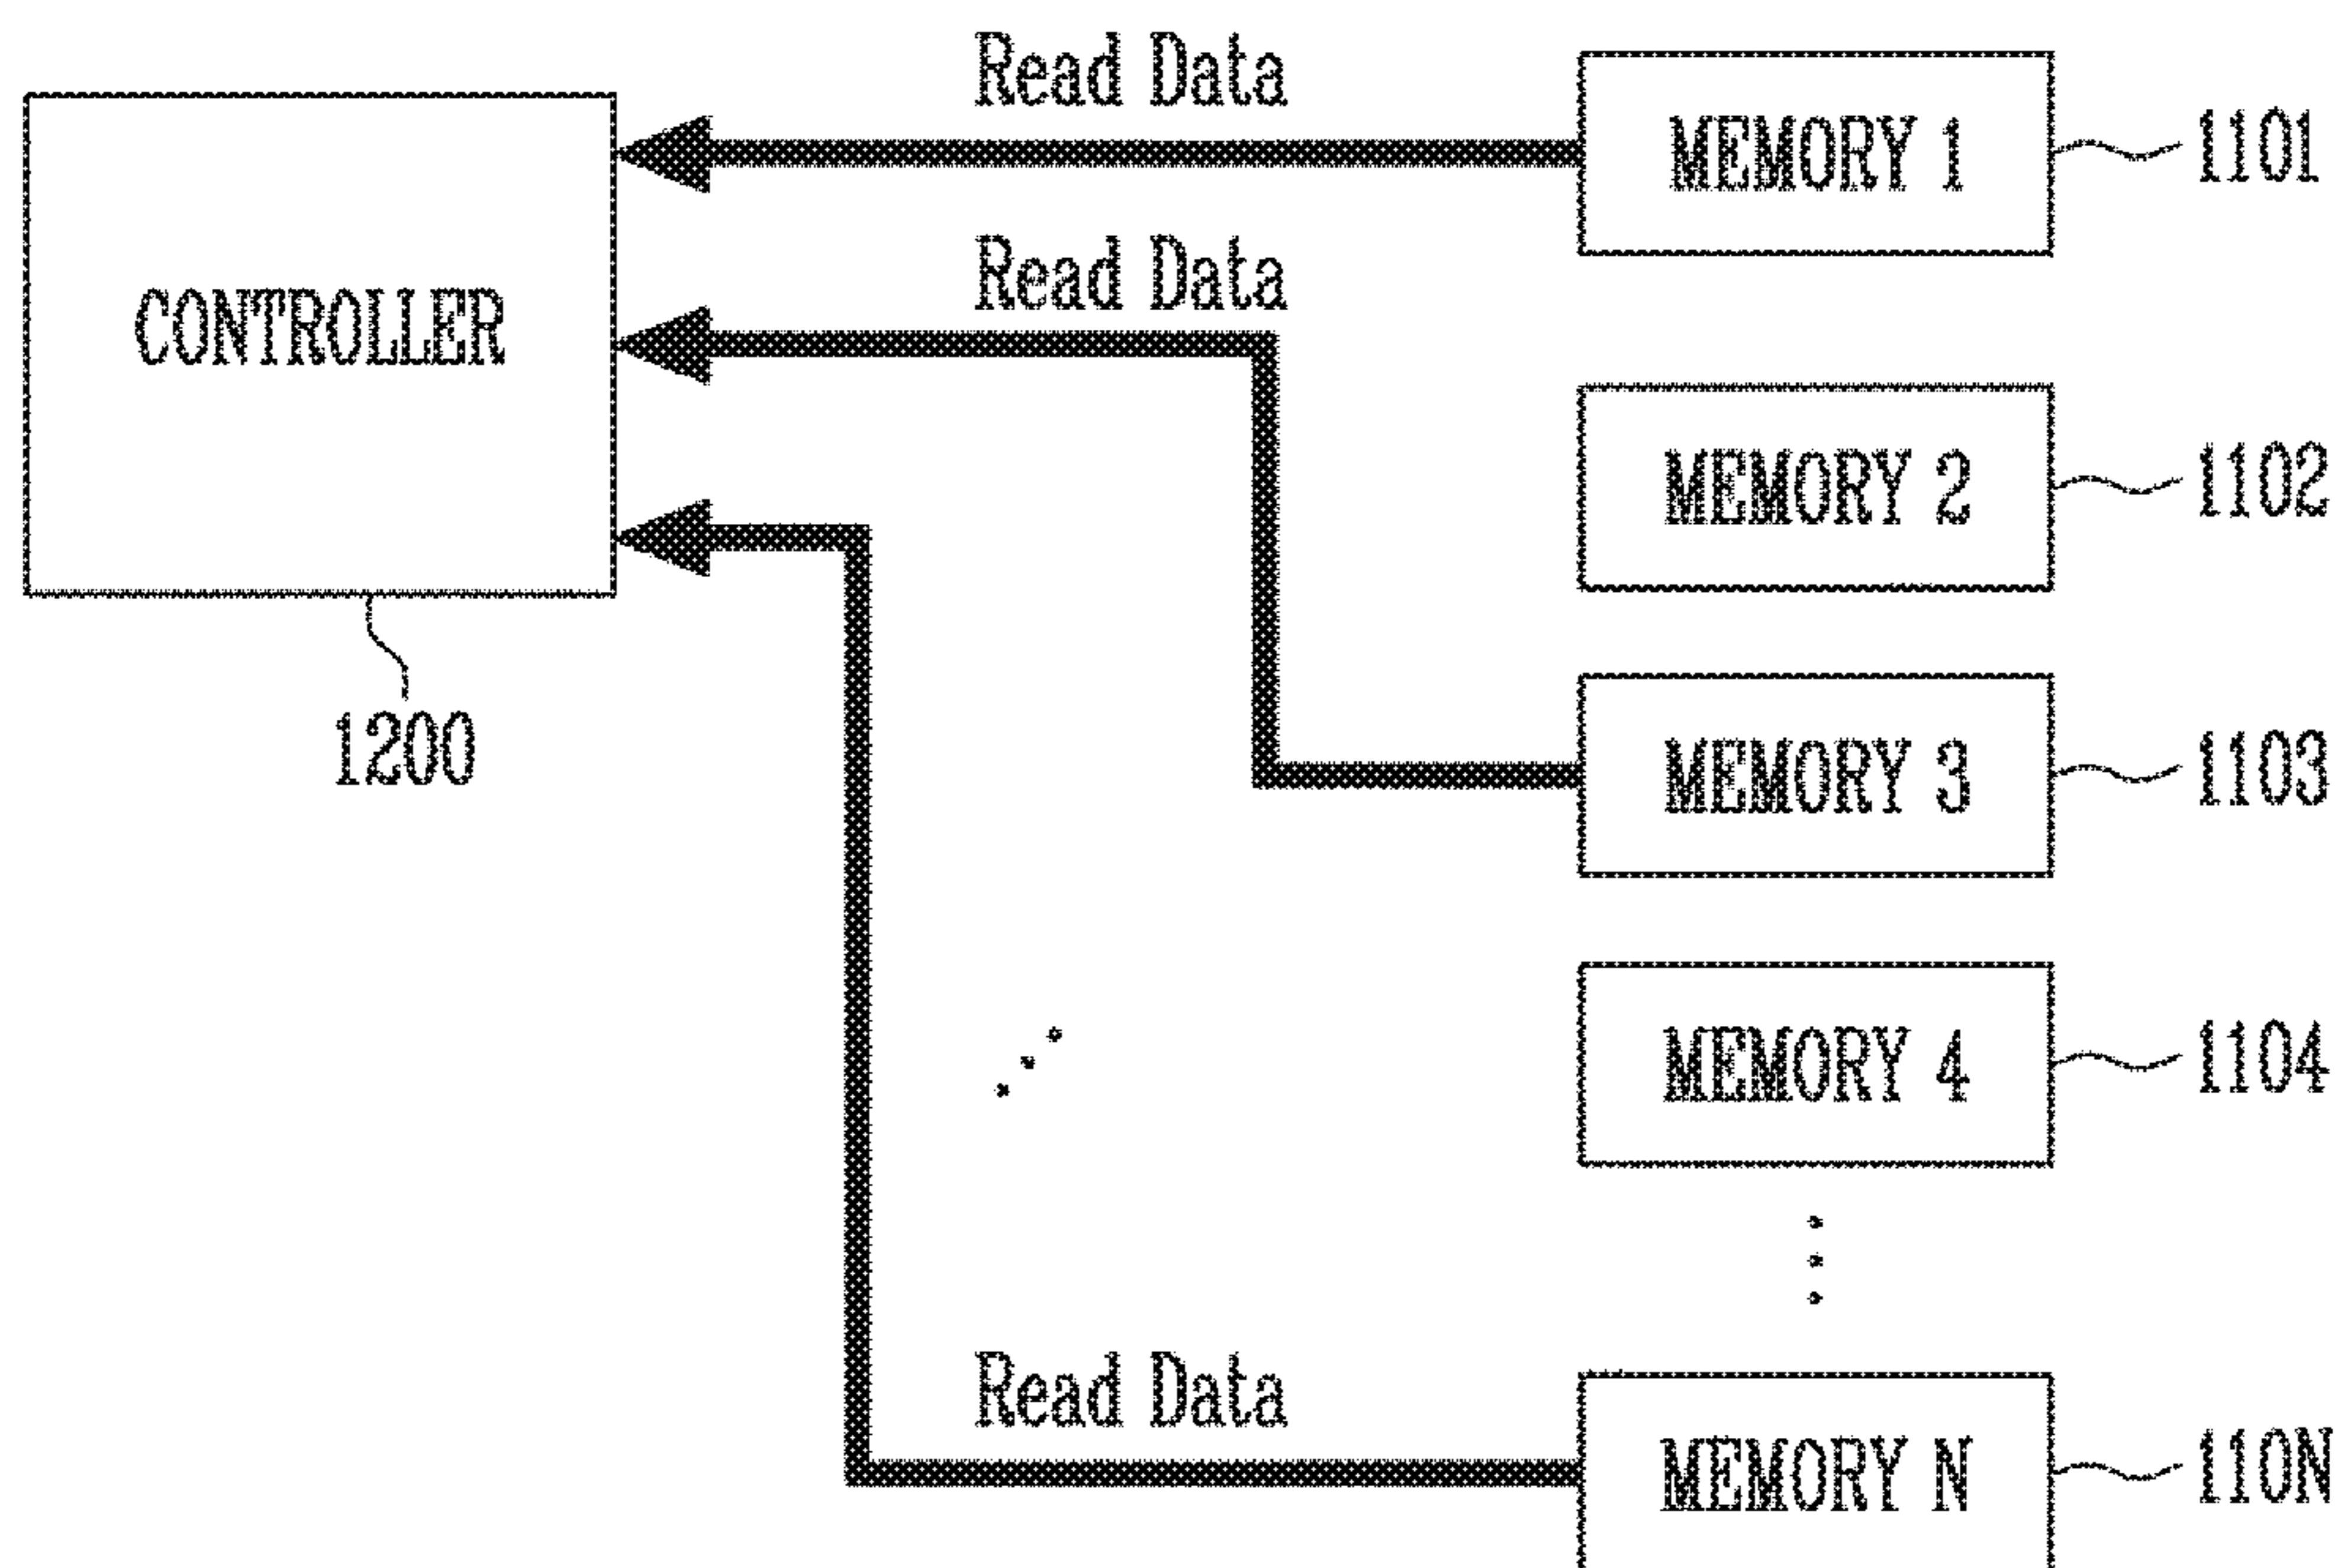 Read Data
MEMORY 1
1101
CONTROLLER
Read Data
MEMORY 2
1102
1200
MEMORY 3
1103
MEMORY 4
1104
Read Data
MEMORY N
110N